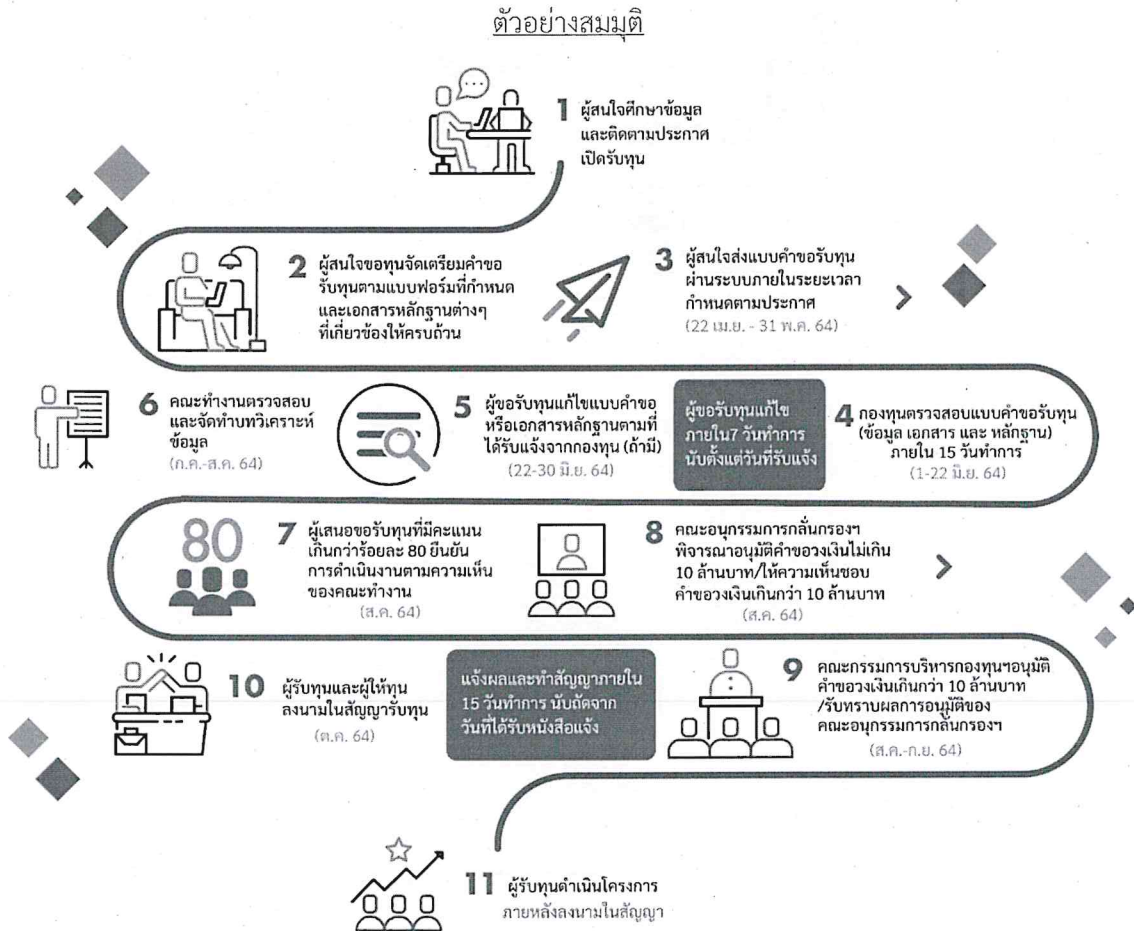 ตัวอย่างสมมุติ
1 ผู้สนใจศึกษาข้อมูล
และติดตามประกาศ
เปิดรับทุน
2 ผู้สนใจขอทุนจัดเตรียมคำขอ
รับทุนตามแบบฟอร์มที่กำหนด
และเอกสารหลักฐานต่างๆ
ที่เกี่ยวข้องให้ครบถ้วน
3 ผู้สนใจส่งแบบคำขอรับทุน
ผ่านระบบภายในระยะเวลา
กำหนดตามประกาศ
(22 เม.ย. - 31 พ.ค. 64)
4 กองทุนตรวจสอบแบบคำขอรับทุน
(ข้อมูล เอกสาร และ หลักฐาน)
ภายใน 15 วันทำการ
(1-22 มิ.ย. 64)
ผู้ขอรับทุนแก้ไข
ภายใน7 วันทำการ
นับตั้งแต่วันที่รับแจ้ง
5 ผู้ขอรับทุนแก้ไขแบบคำขอ
หรือเอกสารหลักฐานตามที่
ได้รับแจ้งจากกองทุน (ถ้ามี)
(22-30 มิ.ย. 64)
6 คณะทำงานตรวจสอบ
และจัดทำบทวิเคราะห์
ข้อมูล
(ก.ค.-ส.ค. 64)
80
7 ผู้เสนอขอรับทุนที่มีคะแนน
เกินกว่าร้อยละ 80 ยืนยัน
การดำเนินงานตามความเห็น
ของคณะทำงาน
(ส.ค. 64)
8 คณะอนุกรรมการกลั่นกรองฯ
พิจารณาอนุมัติคำขอวงเงินไม่เกิน
10 ล้านบาท/ให้ความเห็นชอบ
คำขอวงเงินเกินกว่า 10 ล้านบาท
(ส.ค. 64)
9 คณะกรรมการบริหารกองทุนฯอนุมัติ
คำขอวงเงินเกินกว่า 10 ล้านบาท
/รับทราบผลการอนุมัติของ
คณะอนุกรรมการกลั่นกรองฯ
(ส.ค.-ก.ย. 64)
แจ้งผลและทำสัญญาภายใน
15 วันทำการ นับถัดจาก
วันที่ได้รับหนังสือแจ้ง
10 ผู้รับทุนและผู้ให้ทุน
ลงนามในสัญญารับทุน
(ต.ค. 64)
11 ผู้รับทุนดำเนินโครงการ
ภายหลังลงนามในสัญญา